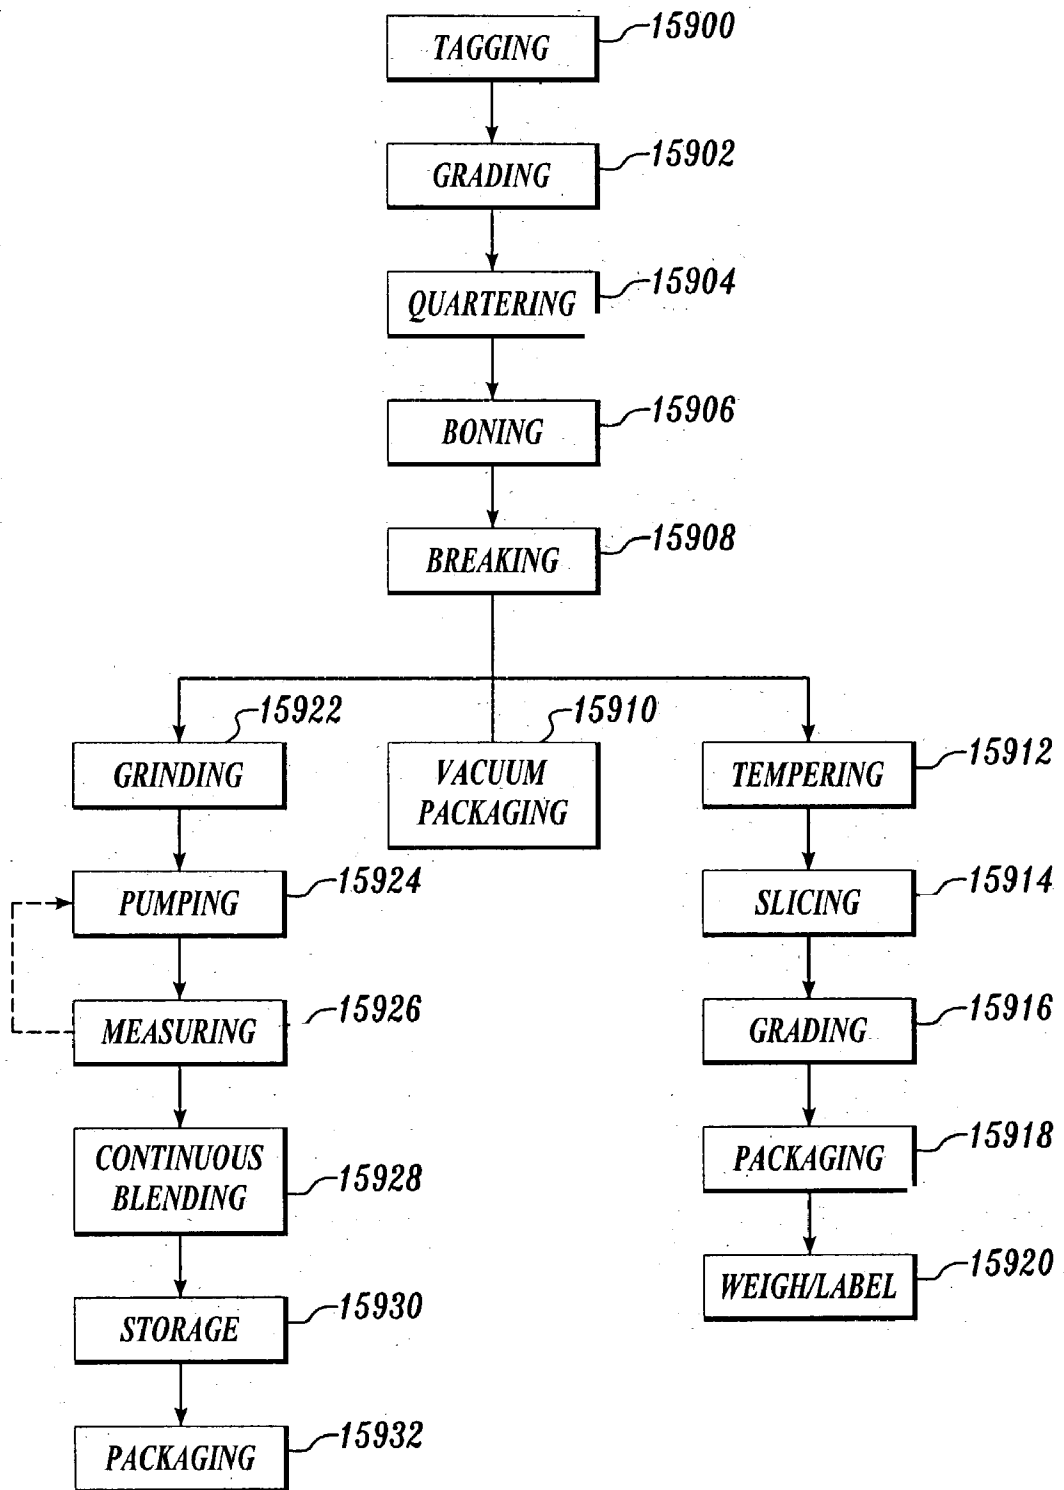 TAGGING
15900
GRADING
15902
QUARTERING
15904
BONING
15906
BREAKING
15908
15922
GRINDING
15910
VACUUM
PACKAGING
15912
TEMPERING
15924
PUMPING
15914
SLICING
15926
MEASURING
15916
GRADING
CONTINUOUS
BLENDING
15928
15918
PACKAGING
15930
STORAGE
15920
WEIGH/LABEL
15932
PACKAGING